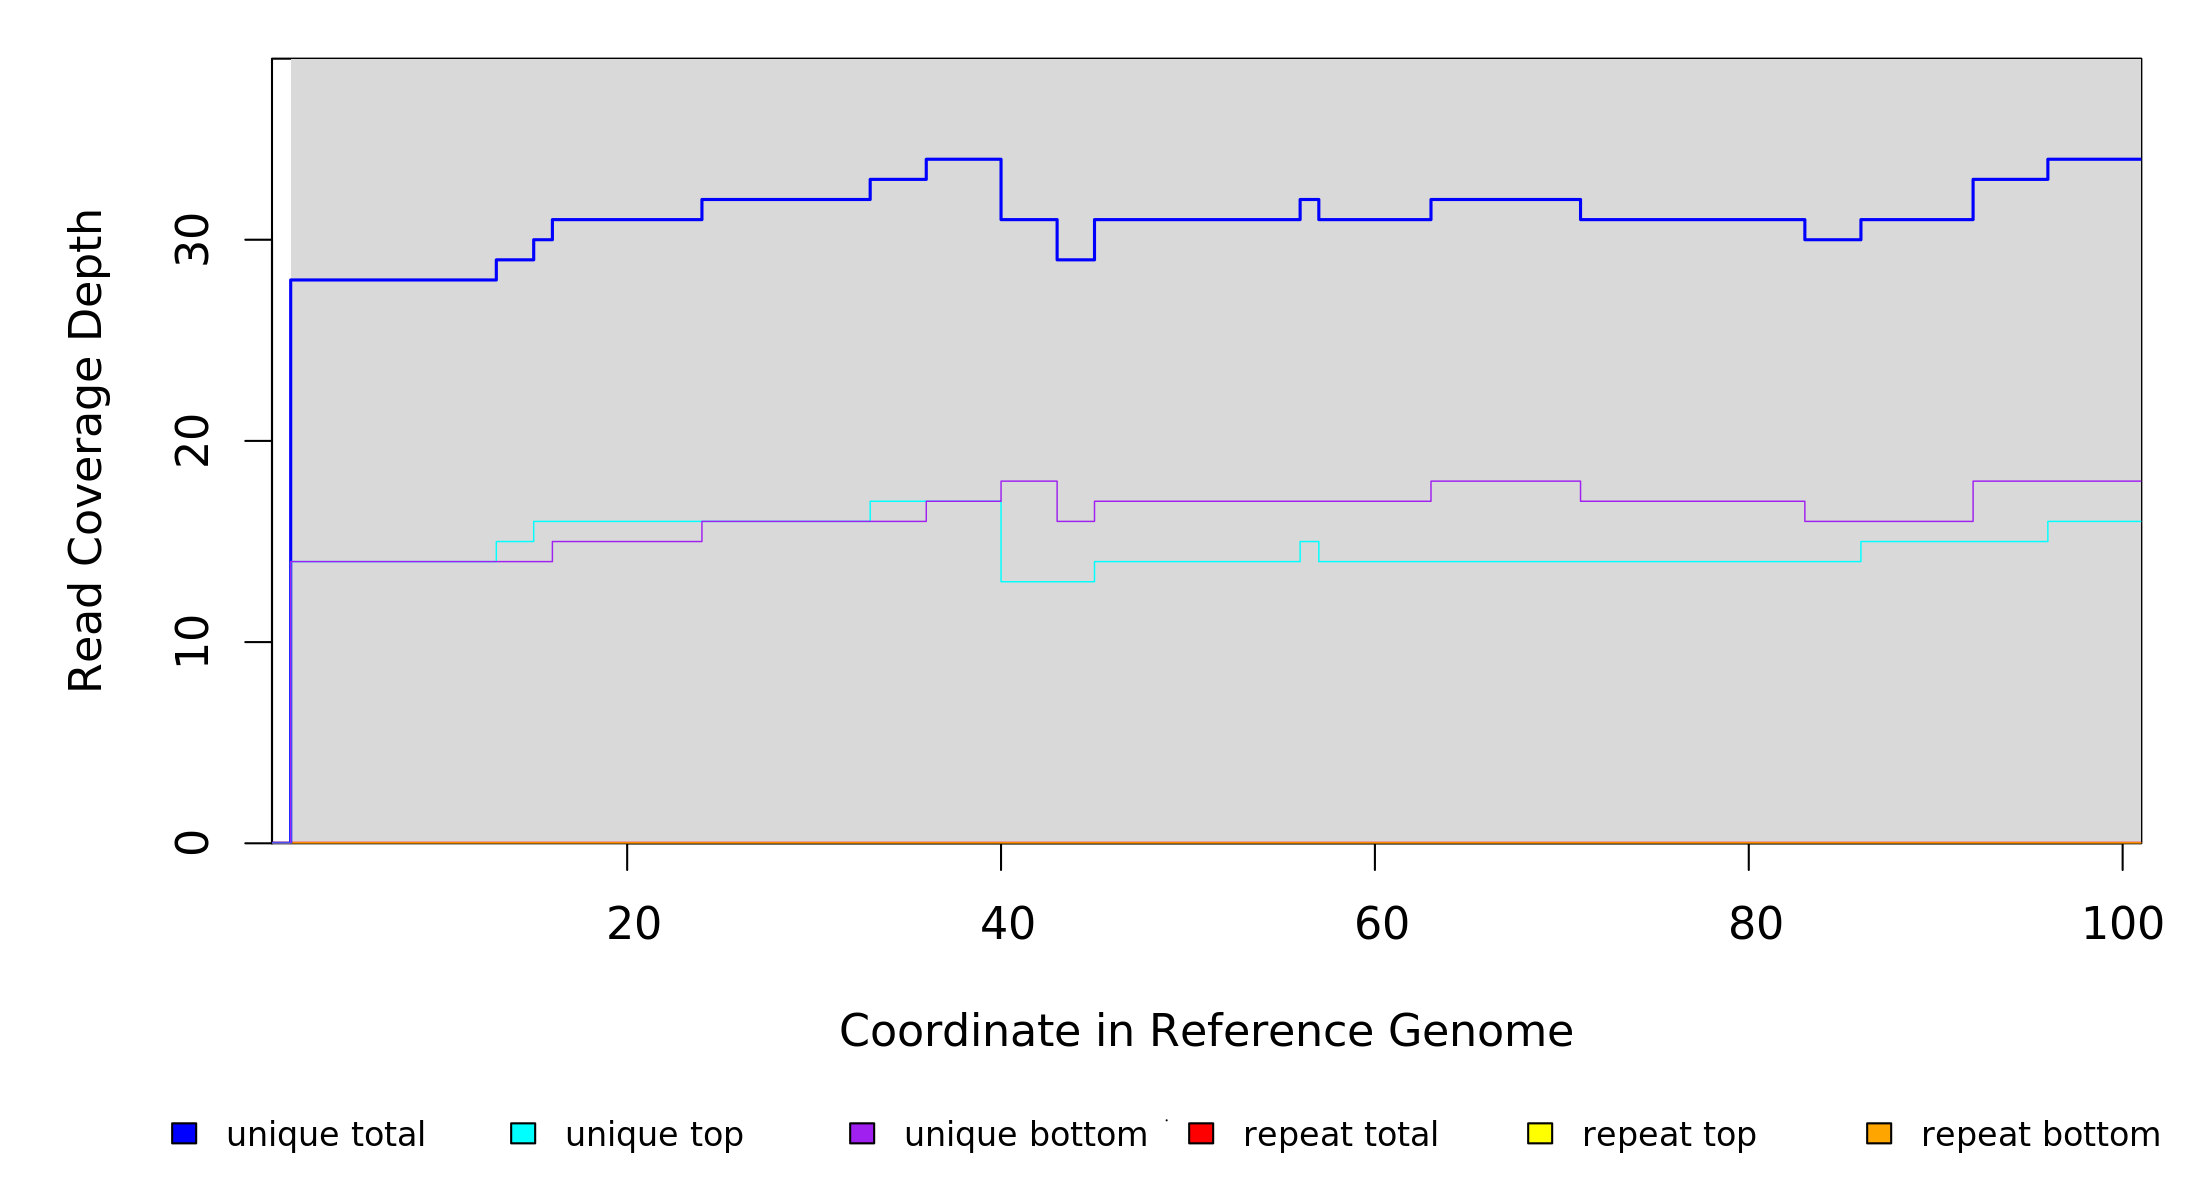 Read Coverage Depth
30
20
10
0
20 40 60 80 100
Coordinate in Reference Genome
unique total unique top unique bottom repeat total repeat top repeat bottom